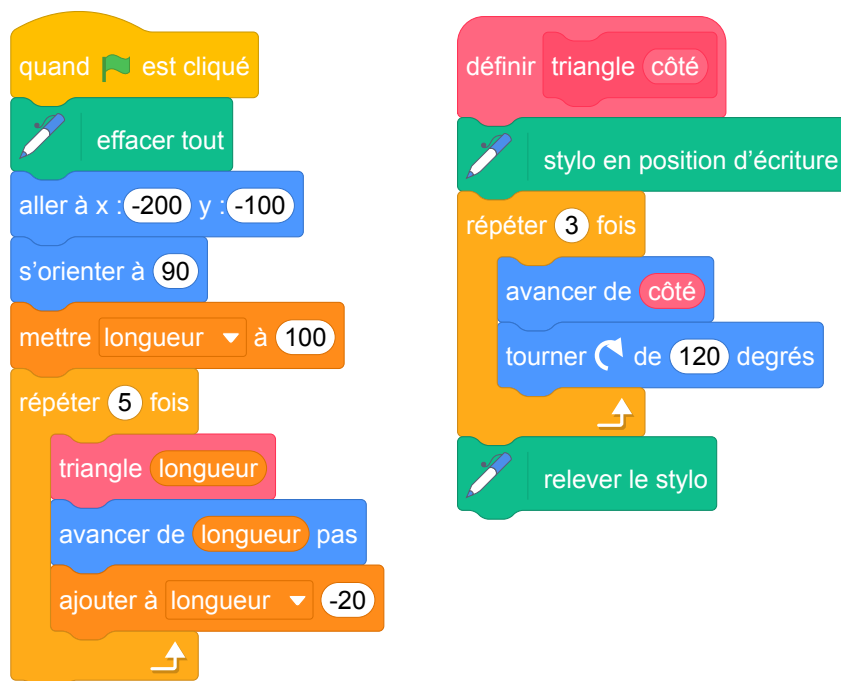 quand est cliqué
effacer tout
aller à x : -200 y : -100
s’orienter à 90
mettre longueur à 100
répéter 5 fois
triangle longueur
avancer de longueur pas
ajouter à longueur -20
définir triangle côté
stylo en position d’écriture
répéter 3 fois
avancer de côté
tourner de 120 degrés
relever le stylo